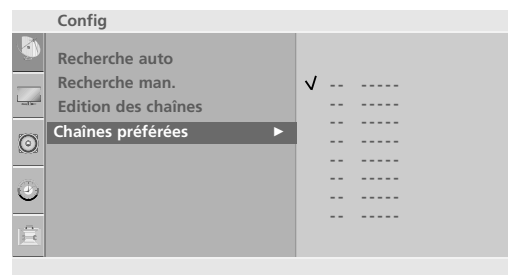 Config
Recherche auto
Recherche man.
Edition des chaînes
Chaînes préférées ►
√ -- -----
-- -----
-- -----
-- -----
-- -----
-- -----
-- -----
-- -----